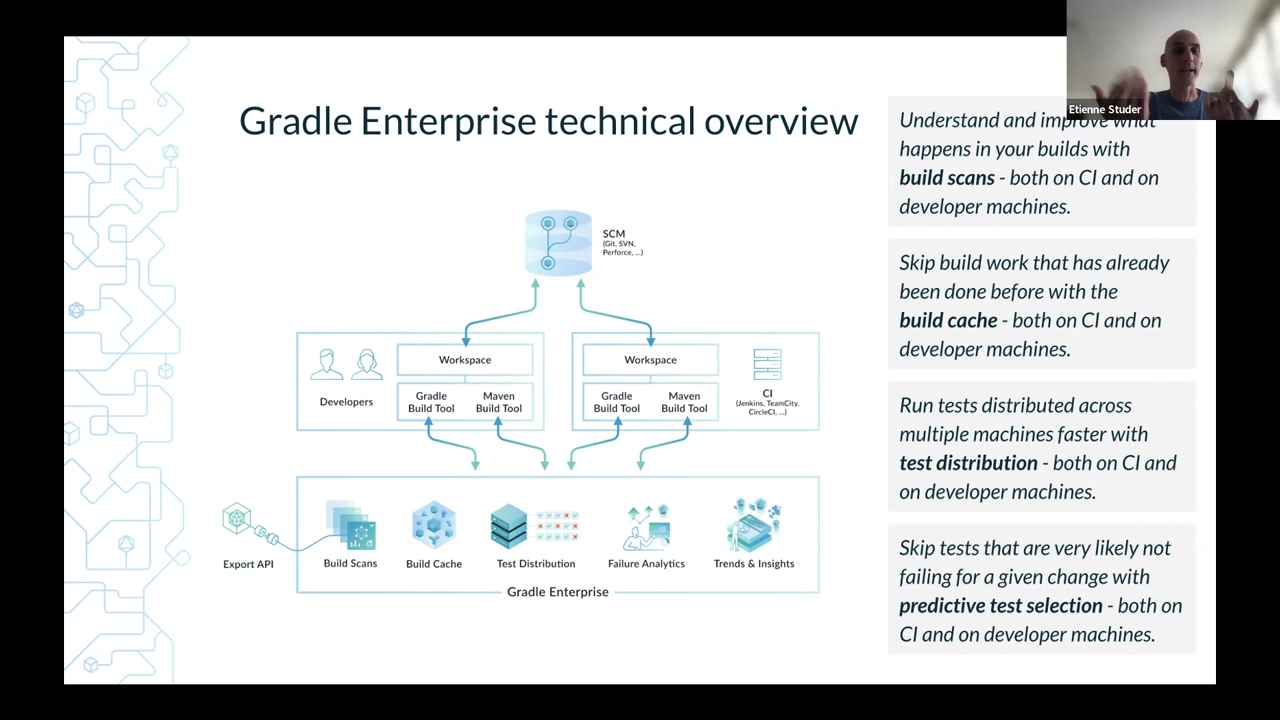 Etienne Studer
Gradle Enterprise technical overview
SCM
(Git, SVN,
Perforce, ...)
Developers
Workspace
Gradle
Build Tool
Maven
Build Tool
Workspace
Gradle
Build Tool
Maven
Build Tool
CI
(Jenkins, TeamCity,
CircleCI, ...)
Export API
Build Scans
Build Cache
Test Distribution
Failure Analytics
Trends & Insights
Gradle Enterprise
Understand and improve what
happens in your builds with
build scans - both on CI and on
developer machines.
Skip build work that has already
been done before with the
build cache - both on CI and on
developer machines.
Run tests distributed across
multiple machines faster with
test distribution - both on CI and
on developer machines.
Skip tests that are very likely not
failing for a given change with
predictive test selection - both on
CI and on developer machines.